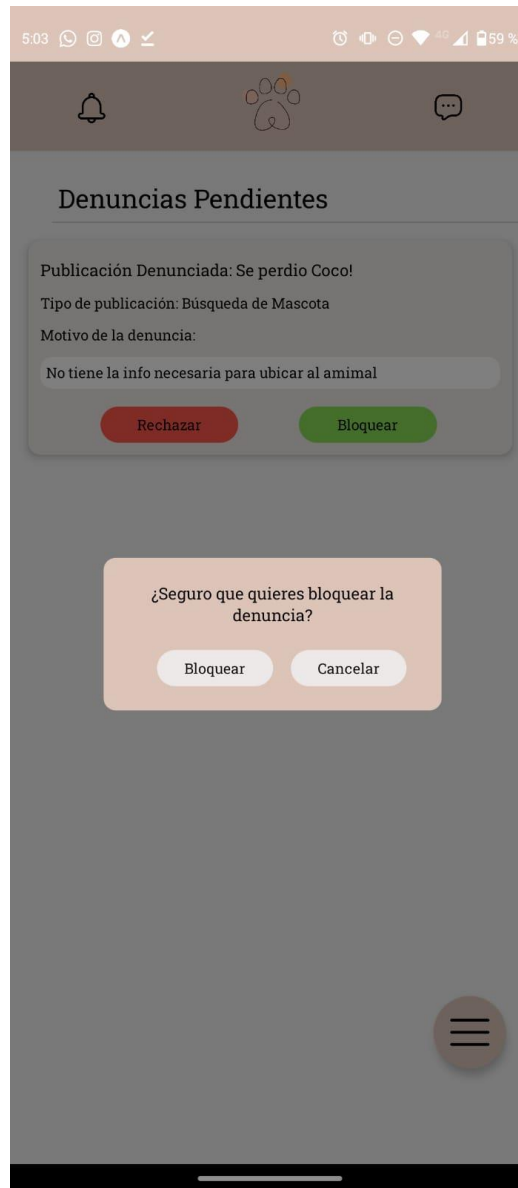 5:03 4G 59 %
Denuncias Pendientes
Publicación Denunciada: Se perdio Coco!
Tipo de publicación: Búsqueda de Mascota
Motivo de la denuncia:
No tiene la info necesaria para ubicar al amimal
Rechazar Bloquear
¿Seguro que quieres bloquear la
denuncia?
Bloquear Cancelar